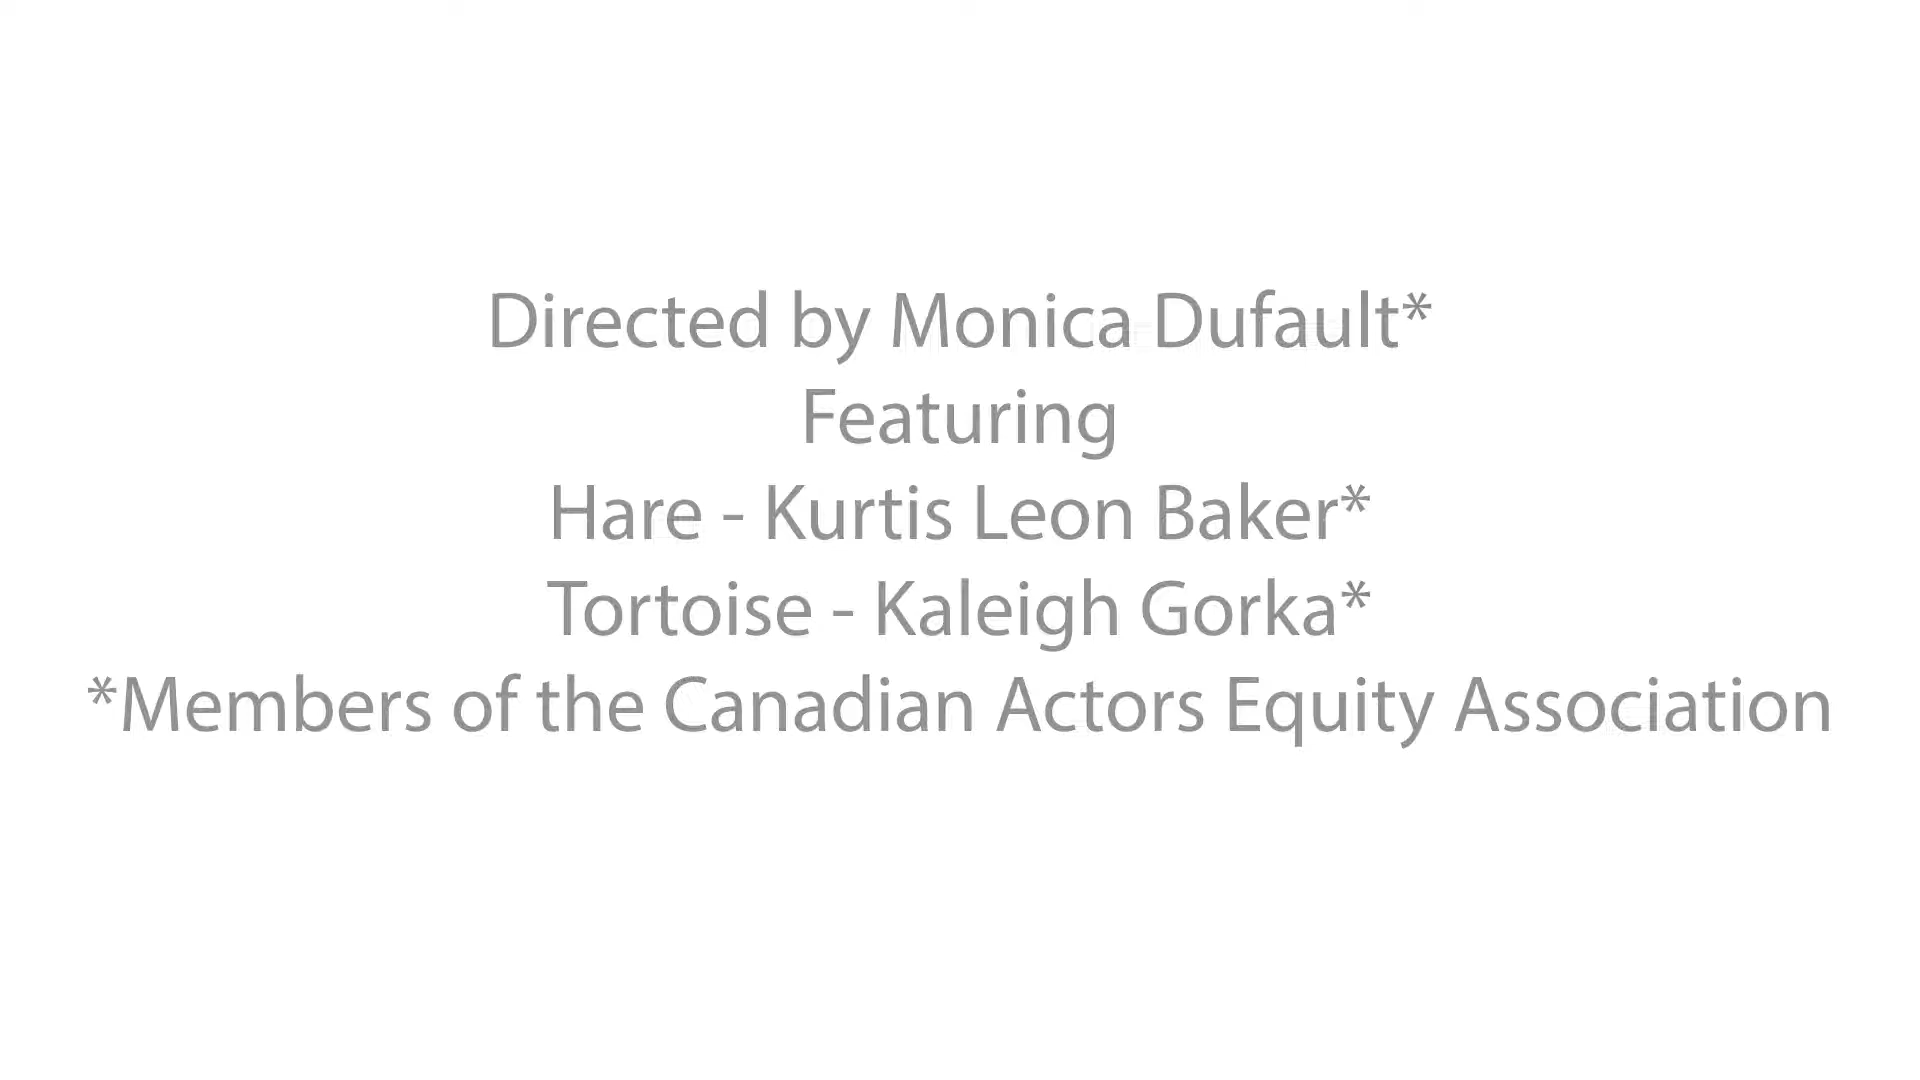 Directed by Monica Dufault*
Featuring
Hare - Kurtis Leon Baker*
Tortoise - Kaleigh Gorka*
*Members of the Canadian Actors Equity Association